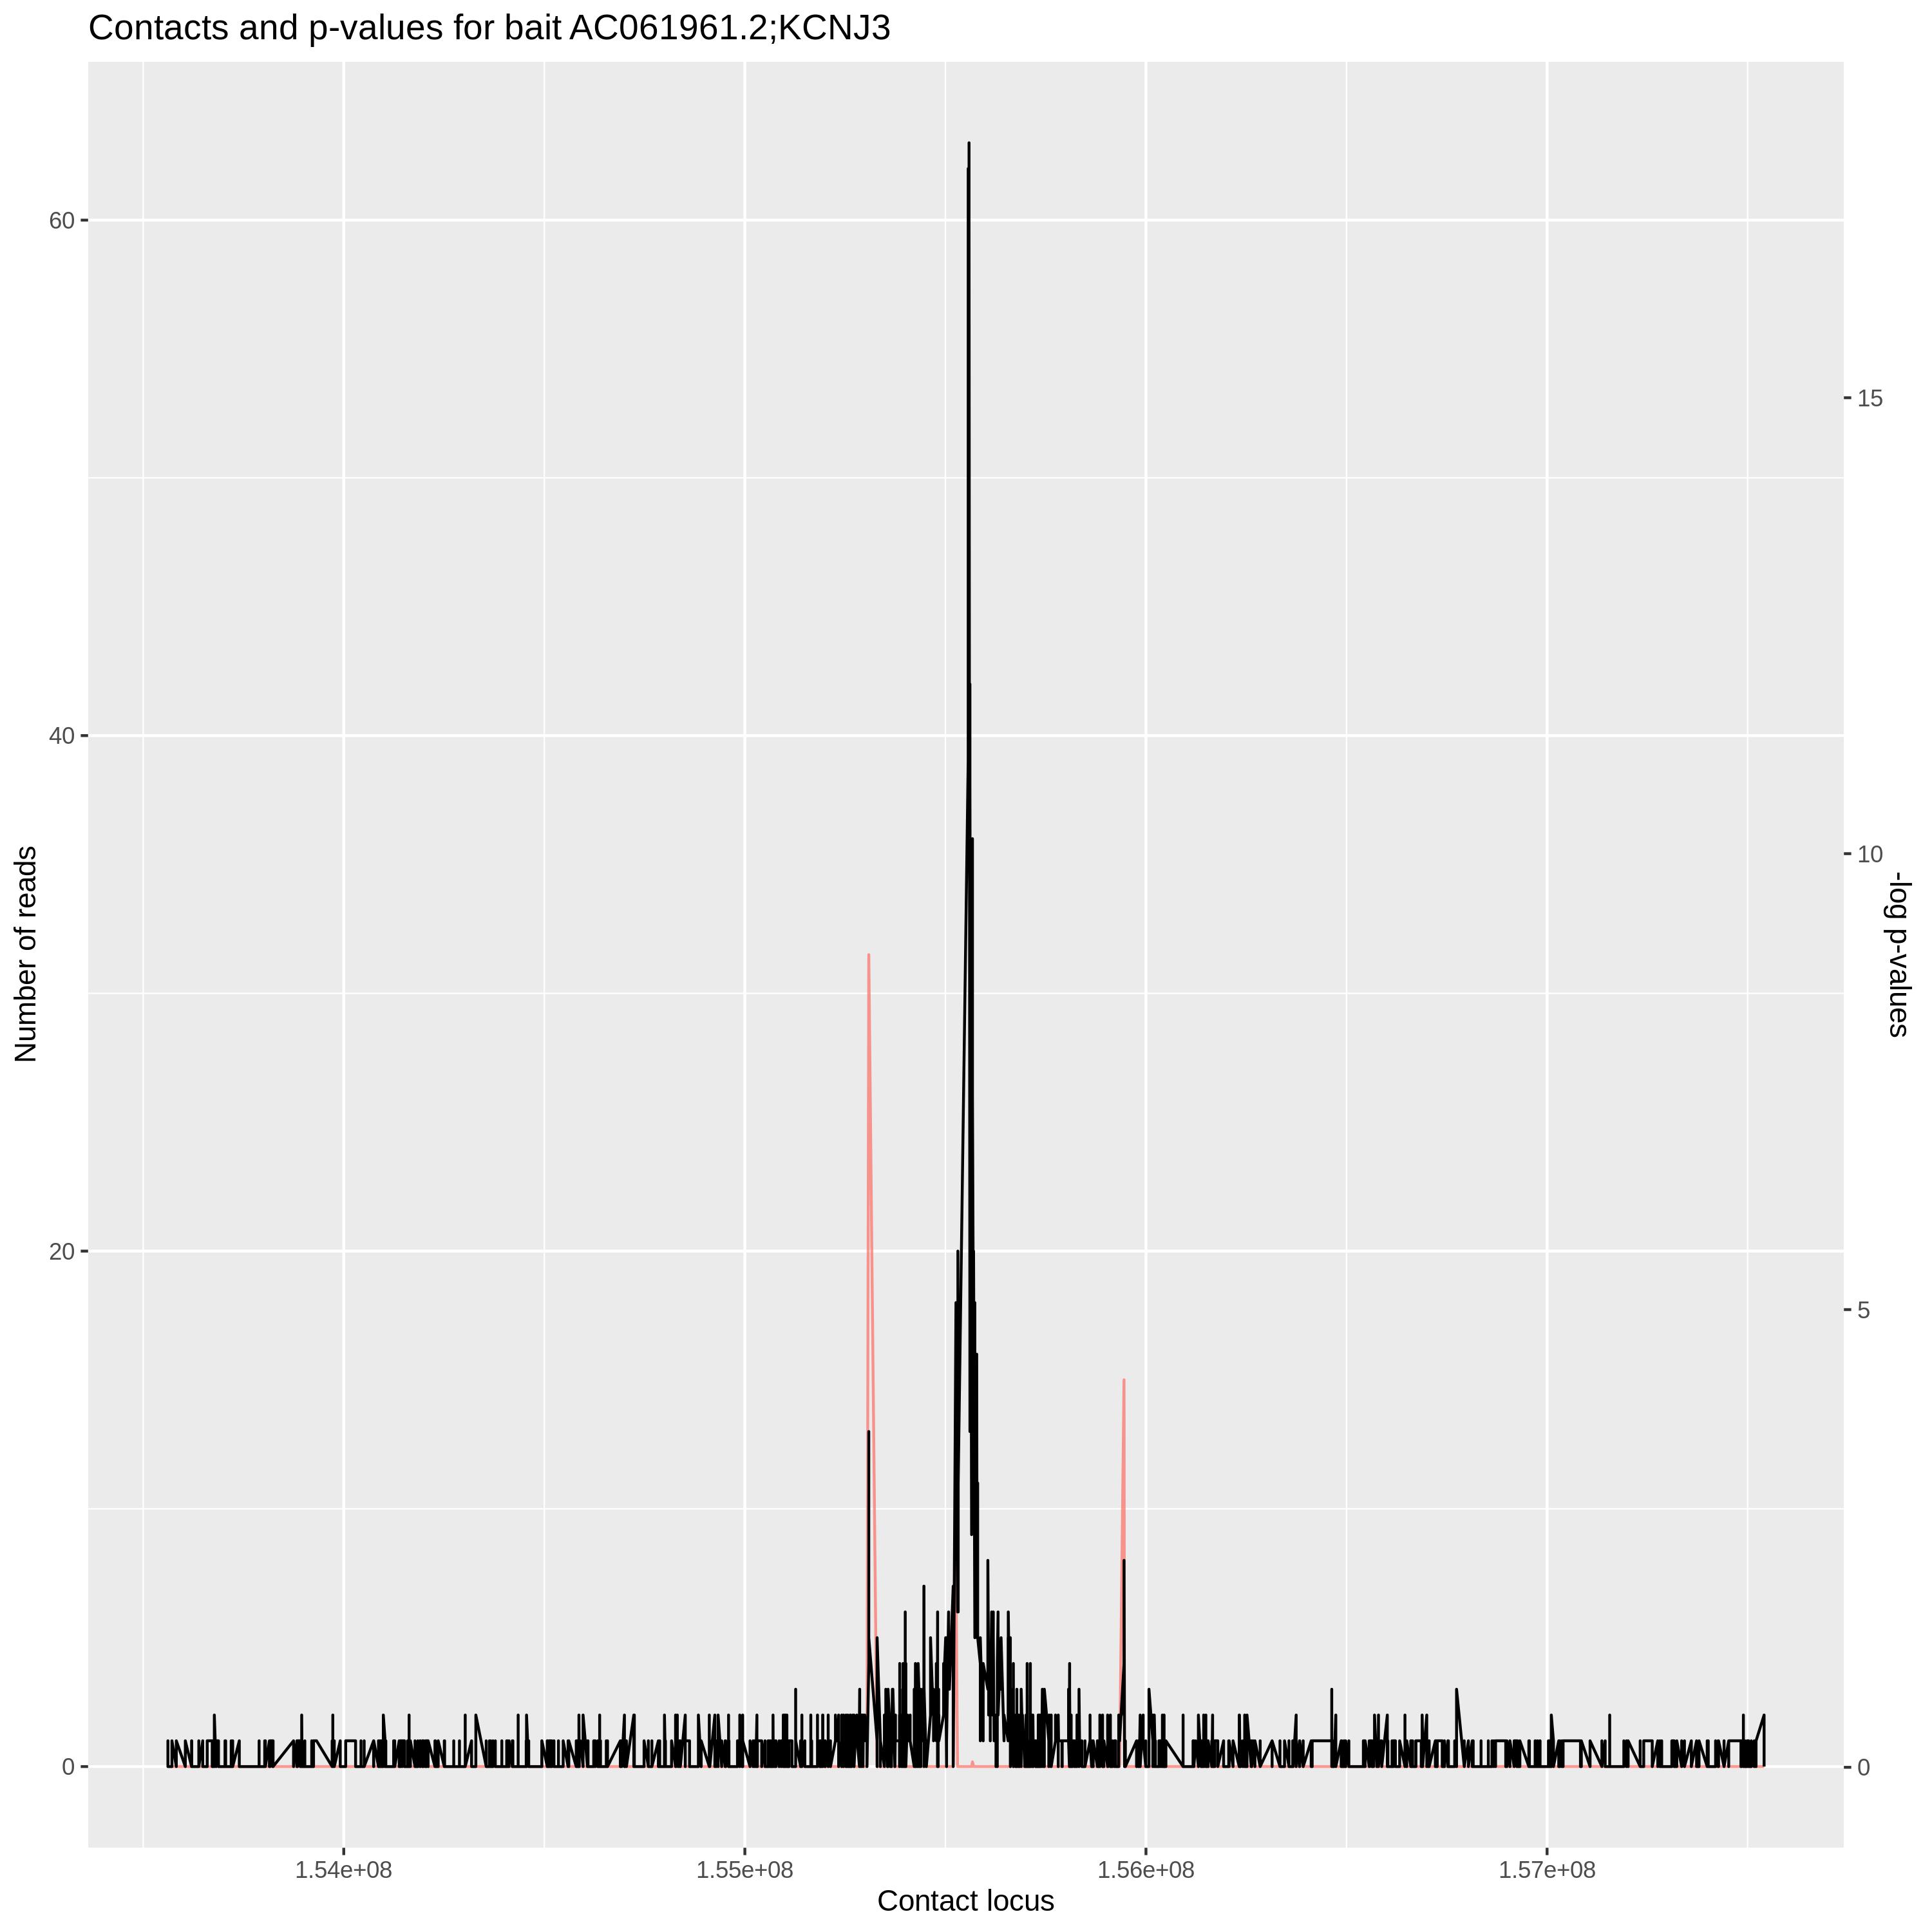 Contacts and p-values for bait AC061961.2;KCNJ3
60
40
20
0
Number of reads
15
10
5
0
-log p-values
1.54e+08
1.55e+08
1.56e+08
1.57e+08
Contact locus